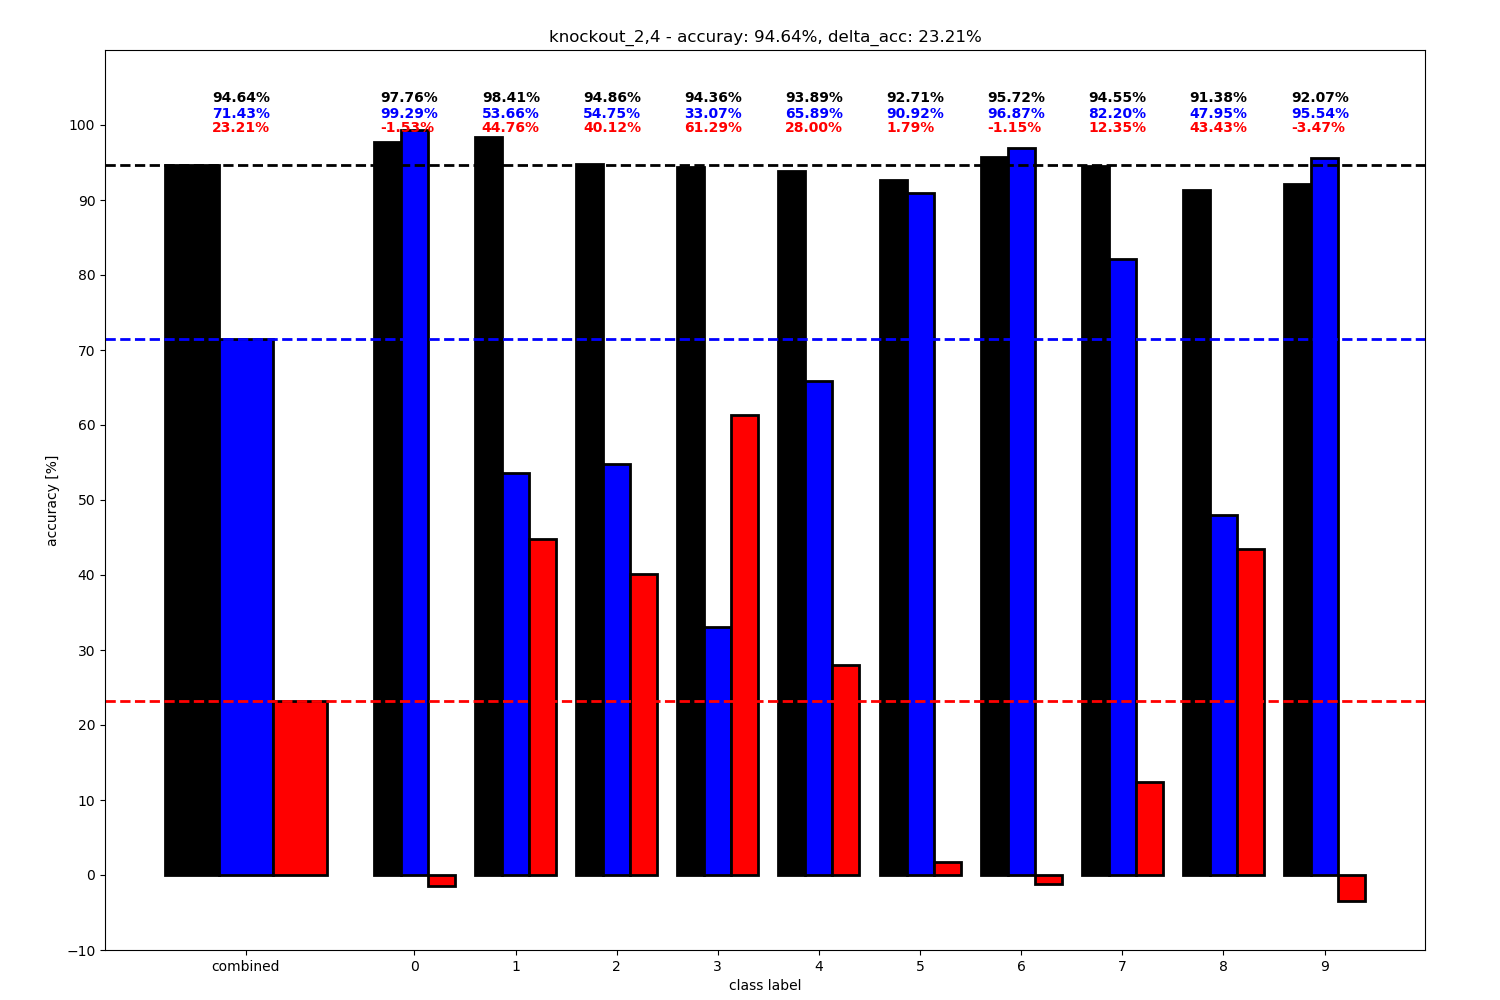 knockout_2,4 - accuray: 94.64%, delta_acc: 23.21%
94.64% 97.76% 98.41% 94.86% 94.36% 93.89% 92.71% 95.72% 94.55% 91.38% 92.07%
71.43% 99.29% 53.66% 54.75% 33.07% 65.89% 90.92% 96.87% 82.20% 47.95% 95.54%
23.21% -1.53% 44.76% 40.12% 61.29% 28.00% 1.79% -1.15% 12.35% 43.43% -3.47%
100
90
80
70
60
50
40
30
20
10
0
−10
accuracy [%]
combined 0 1 2 3 4 5 6 7 8 9
class label